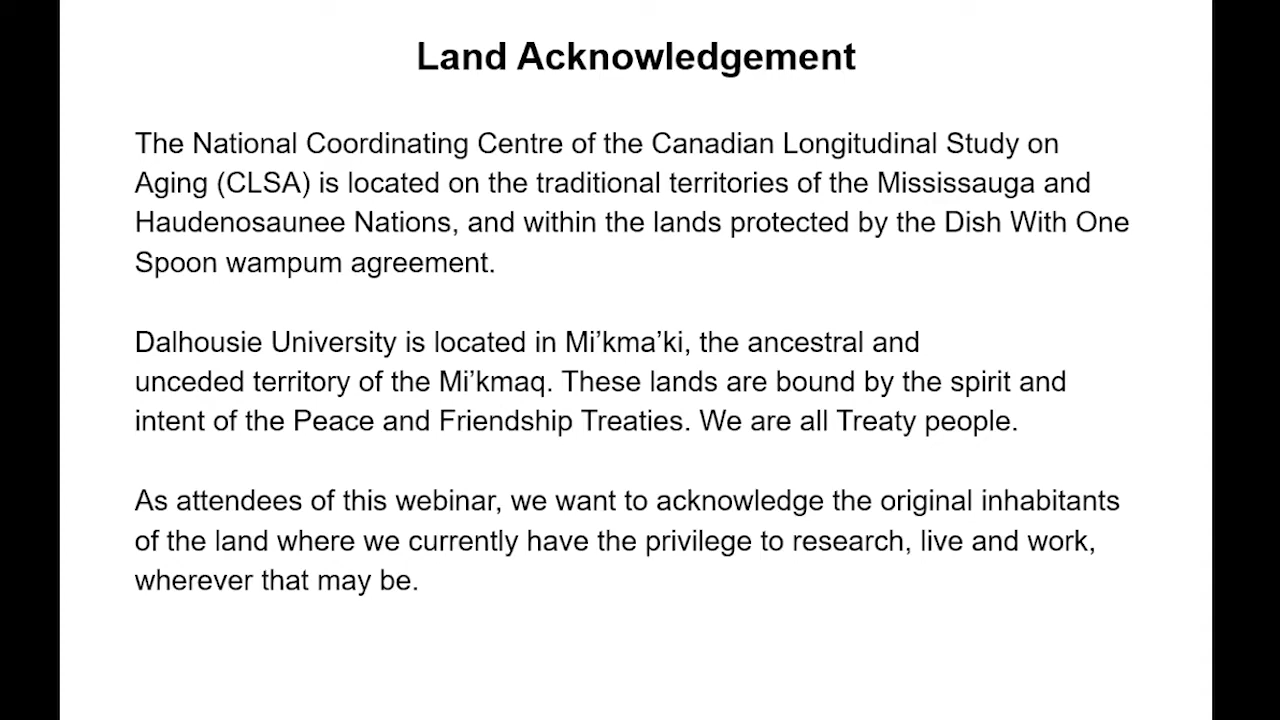 Land Acknowledgement
The National Coordinating Centre of the Canadian Longitudinal Study on
Aging (CLSA) is located on the traditional territories of the Mississauga and
Haudenosaunee Nations, and within the lands protected by the Dish With One
Spoon wampum agreement.
Dalhousie University is located in Mi’kma’ki, the ancestral and
unceded territory of the Mi’kmaq. These lands are bound by the spirit and
intent of the Peace and Friendship Treaties. We are all Treaty people.
As attendees of this webinar, we want to acknowledge the original inhabitants
of the land where we currently have the privilege to research, live and work,
wherever that may be.